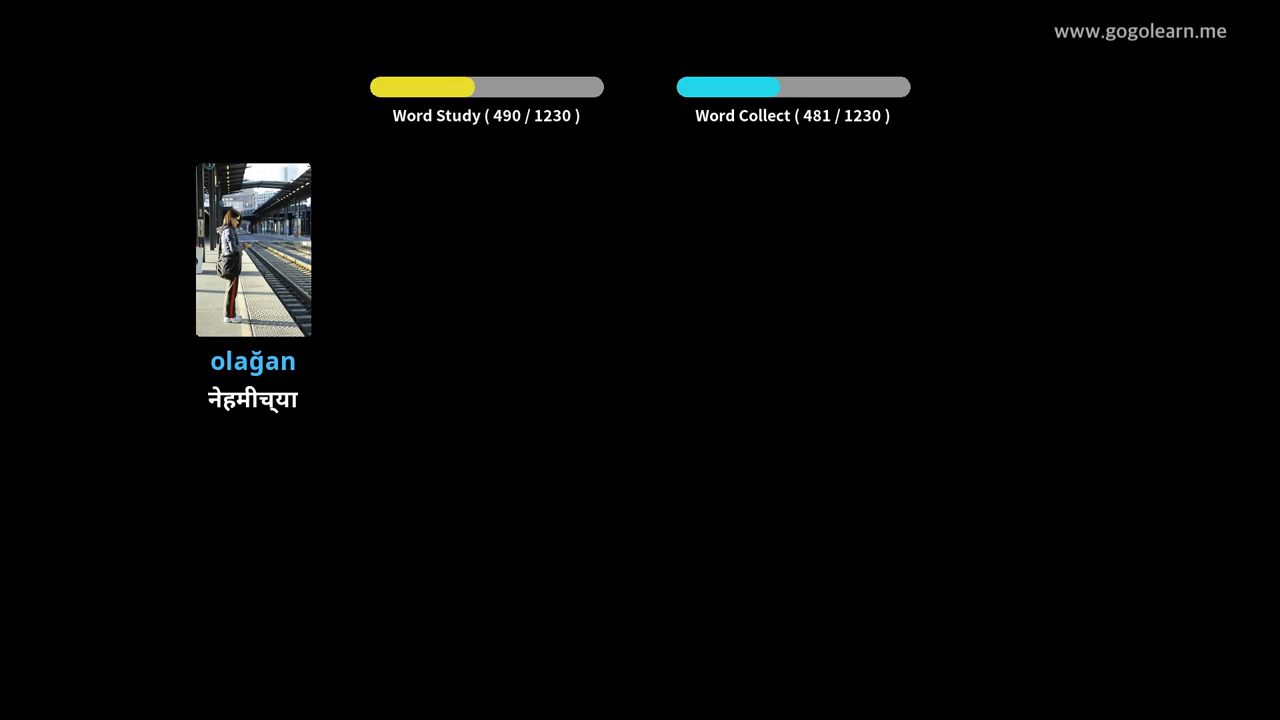 www.gogolearn.me
Word Study ( 490 / 1230 )
Word Collect ( 481 / 1230 )
olağan
नेहमीच्या